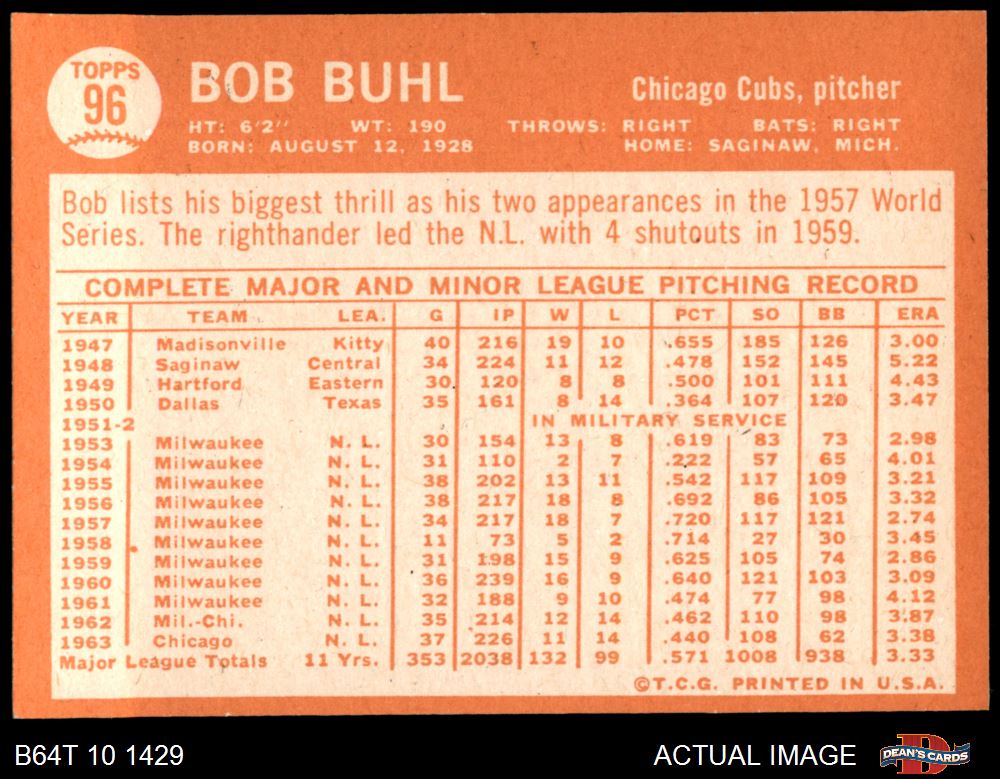 TOPPS
96
BOB BUHL
Chicago Cubs, pitcher
HT: 6'2" WT: 190 THROWS: RIGHT BATS: RIGHT
BORN: AUGUST 12, 1928 HOME: SAGINAW, MICH.
Bob lists his biggest thrill as his two appearances in the 1957 World
Series. The righthander led the N.L. with 4 shutouts in 1959.
COMPLETE MAJOR AND MINOR LEAGUE PITCHING RECORD
YEAR TEAM LEA. G IP W L PCT SO BB ERA
1947 Madisonville Kitty 40 216 19 10 .655 185 126 3.00
1948 Saginaw Central 34 224 11 12 .478 152 145 5.22
1949 Hartford Eastern 30 120 8 8 .500 101 111 4.43
1950 Dallas Texas 35 161 8 14 .364 107 120 3.47
1951-2 IN MILITARY SERVICE
1953 Milwaukee N. L. 30 154 13 8 .619 83 73 2.98
1954 Milwaukee N. L. 31 110 2 7 .222 57 65 4.01
1955 Milwaukee N. L. 38 202 13 11 .542 117 109 3.21
1956 Milwaukee N. L. 38 217 18 8 .692 86 105 3.32
1957 Milwaukee N. L. 34 217 18 7 .720 117 121 2.74
1958 Milwaukee N. L. 11 73 5 2 .714 27 30 3.45
1959 Milwaukee N. L. 31 198 15 9 .625 105 74 2.86
1960 Milwaukee N. L. 36 239 16 9 .640 121 103 3.09
1961 Milwaukee N. L. 32 188 9 10 .474 77 98 4.12
1962 Mil.-Chi. N. L. 35 214 12 14 .462 110 98 3.87
1963 Chicago N. L. 37 226 11 14 .440 108 62 3.38
Major League Totals 11 Yrs. 353 2038 132 99 .571 1008 938 3.33
©T.C.G. PRINTED IN U.S.A.
B64T 10 1429 ACTUAL IMAGE DEAN'S CARDS